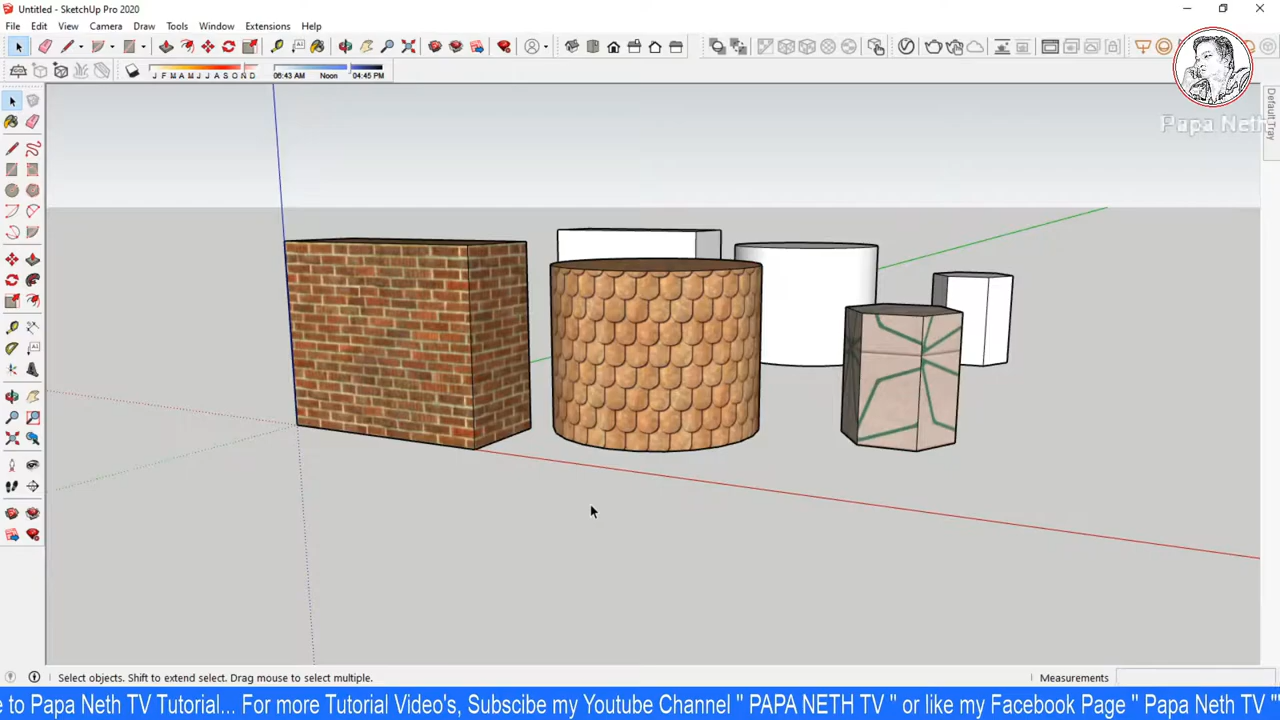 Untitled - SketchUp Pro 2020
File Edit View Camera Draw Tools Window Extensions Help
J F M A M J J A S O N D 06:43 AM Noon 04:45 PM
Default Tray
Papa Neth
Select objects. Shift to extend select. Drag mouse to select multiple.
Measurements
e to Papa Neth TV Tutorial... For more Tutorial Video's, Subscibe my Youtube Channel " PAPA NETH TV " or like my Facebook Page " Papa Neth TV "